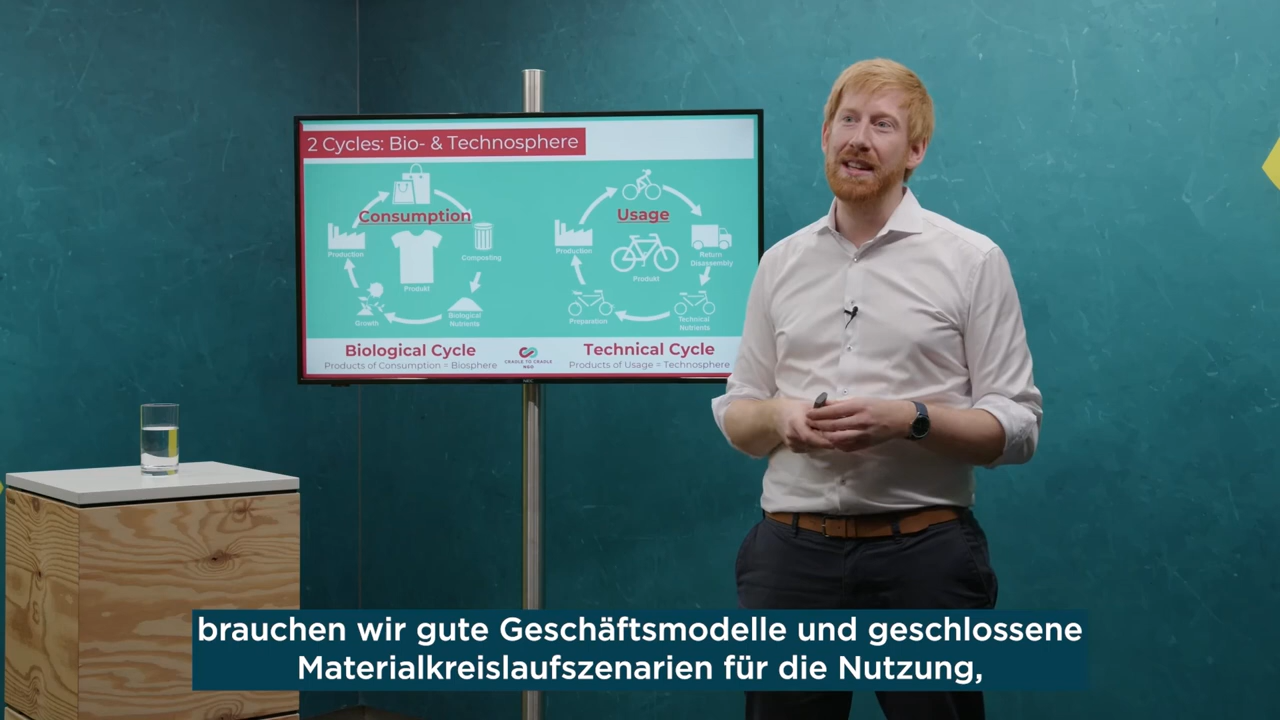 2 Cycles: Bio- & Technosphere
Consumption
Production
Composting
Produkt
Growth
Biological
Nutrients
Usage
Production
Return
Disassembly
Produkt
Preparation
Technical
Nutrients
Biological Cycle
Products of Consumption = Biosphere
CRADLE TO CRADLE
NGO
Technical Cycle
Products of Usage = Technosphere
NEC
brauchen wir gute Geschäftsmodelle und geschlossene
Materialkreislaufszenarien für die Nutzung,